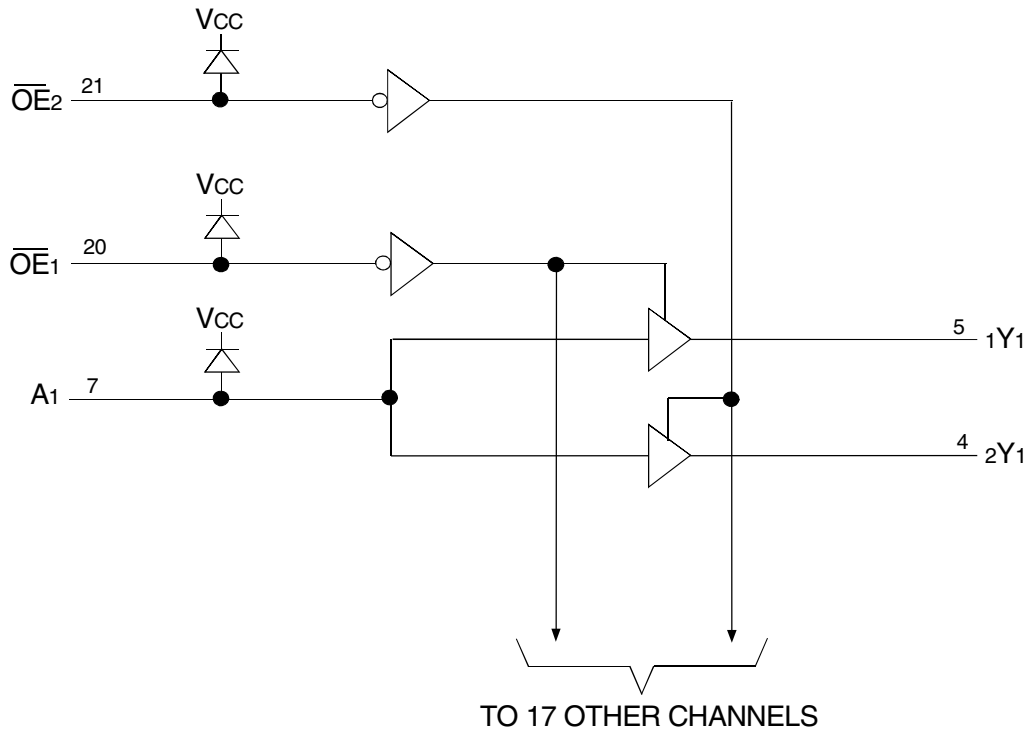 VCC
OE2 21
VCC
OE1 20
VCC
A1 7
5 1Y1
4 2Y1
TO 17 OTHER CHANNELS